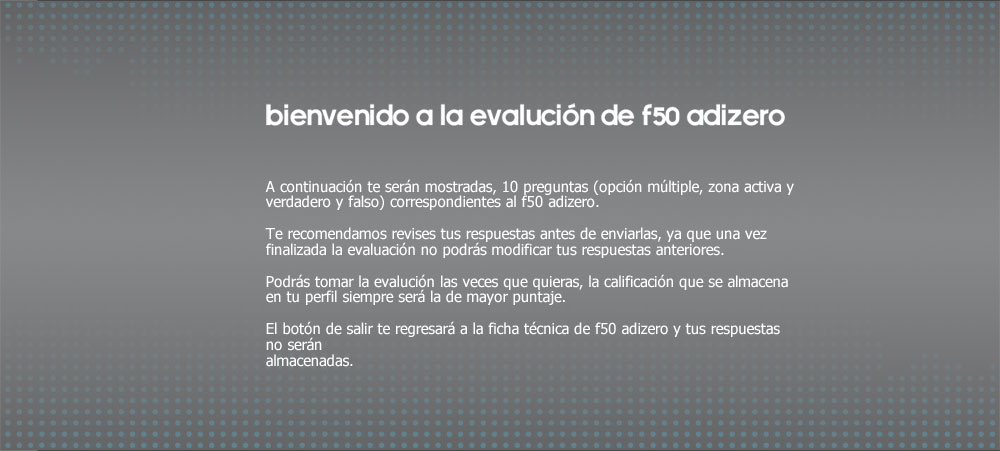 bienvenido a la evalución de f50 adizero
A continuación te serán mostradas, 10 preguntas (opción múltiple, zona activa y
verdadero y falso) correspondientes al f50 adizero.
Te recomendamos revises tus respuestas antes de enviarlas, ya que una vez
finalizada la evaluación no podrás modificar tus respuestas anteriores.
Podrás tomar la evalución las veces que quieras, la calificación que se almacena
en tu perfil siempre será la de mayor puntaje.
El botón de salir te regresará a la ficha técnica de f50 adizero y tus respuestas
no serán
almacenadas.